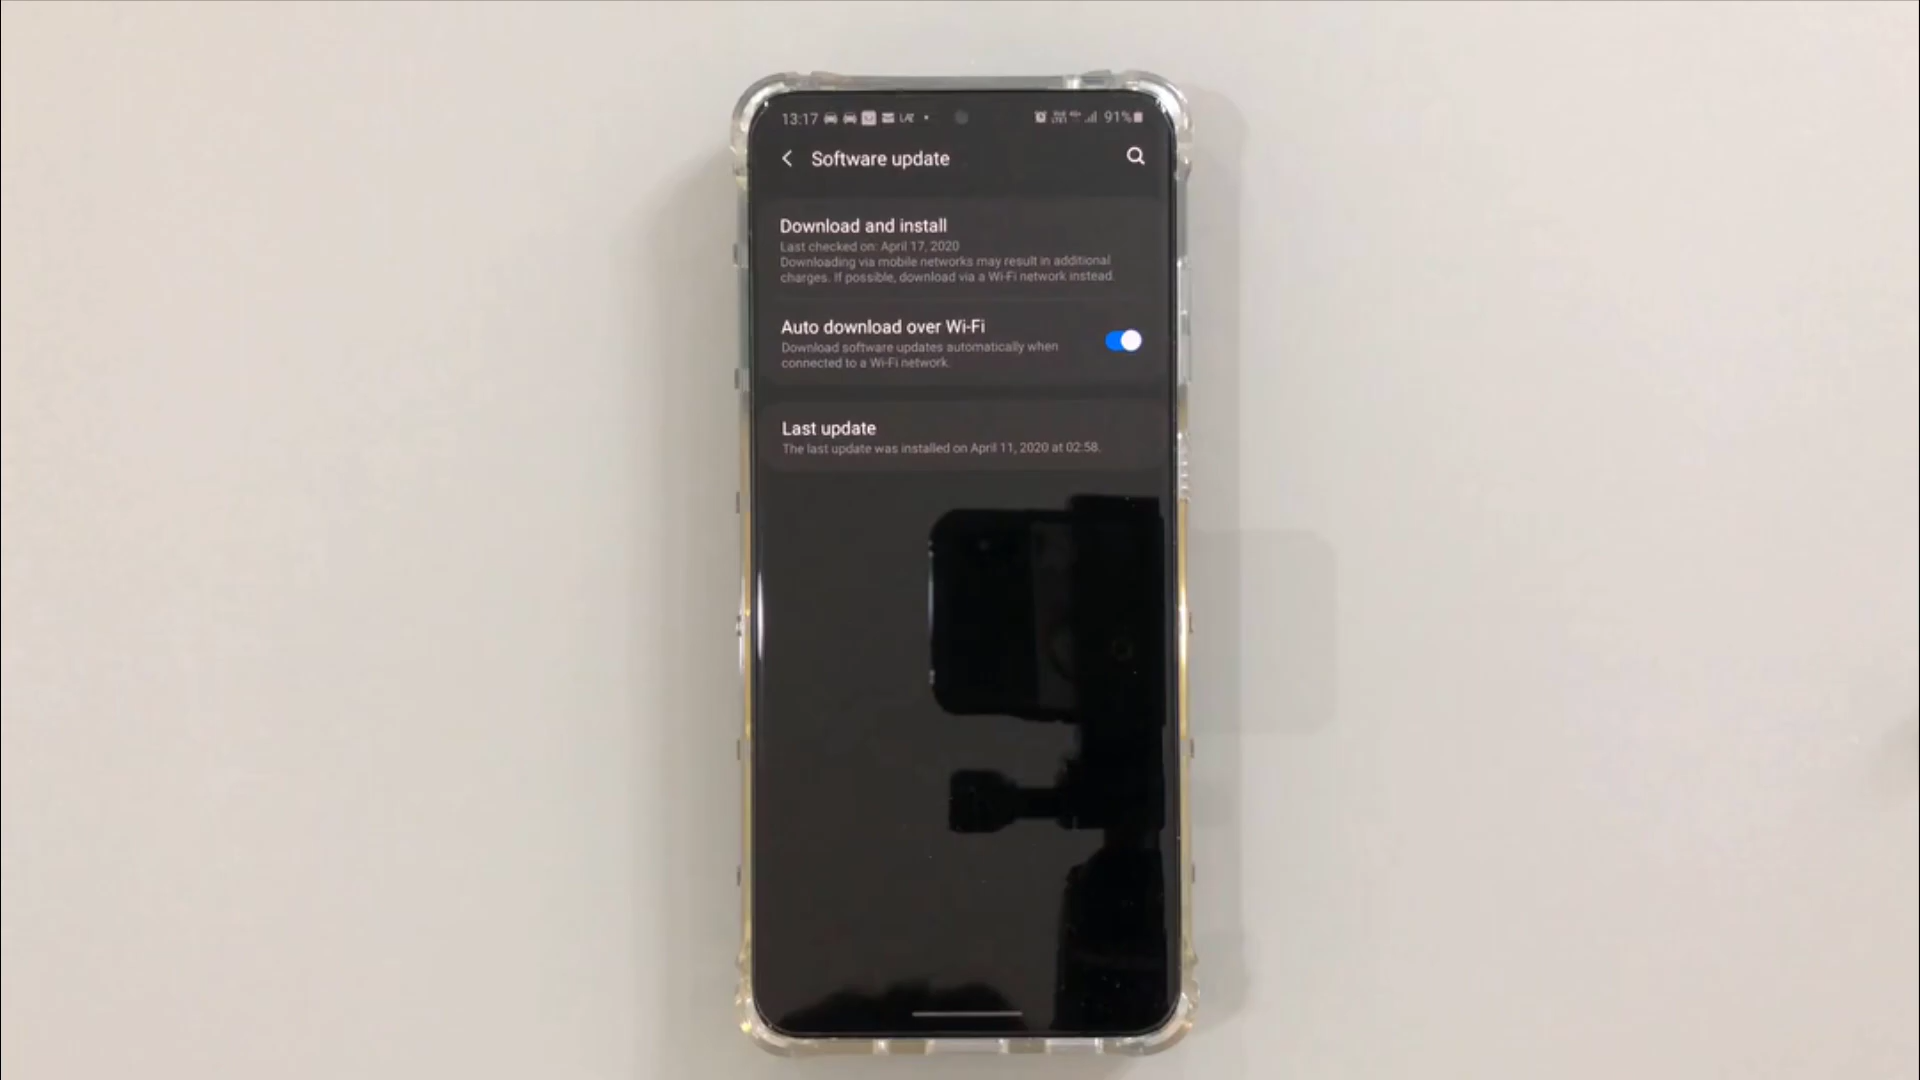 13:17 91%
Software update
Download and install
Last checked on: April 17, 2020
Downloading via mobile networks may result in additional
charges. If possible, download via a Wi-Fi network instead.
Auto download over Wi-Fi
Download software updates automatically when
connected to a Wi-Fi network.
Last update
The last update was installed on April 11, 2020 at 02:58.